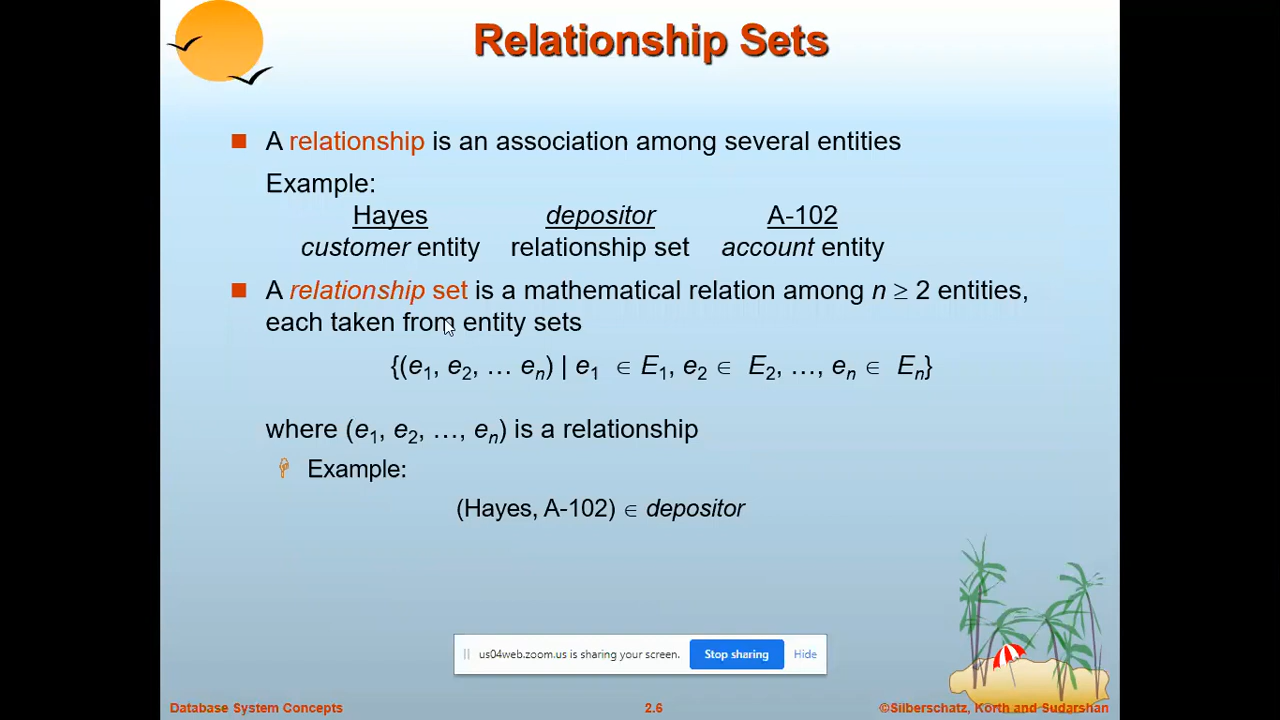 Relationship Sets
A relationship is an association among several entities
Example:
Hayes depositor A-102
customer entity relationship set account entity
A relationship set is a mathematical relation among n ≥ 2 entities,
each taken from entity sets
{(e1, e2, … en) | e1 ∈ E1, e2 ∈ E2, …, en ∈ En}
where (e1, e2, …, en) is a relationship
Example:
(Hayes, A-102) ∈ depositor
us04web.zoom.us is sharing your screen. Stop sharing Hide
Database System Concepts 2.6 ©Silberschatz, Korth and Sudarshan